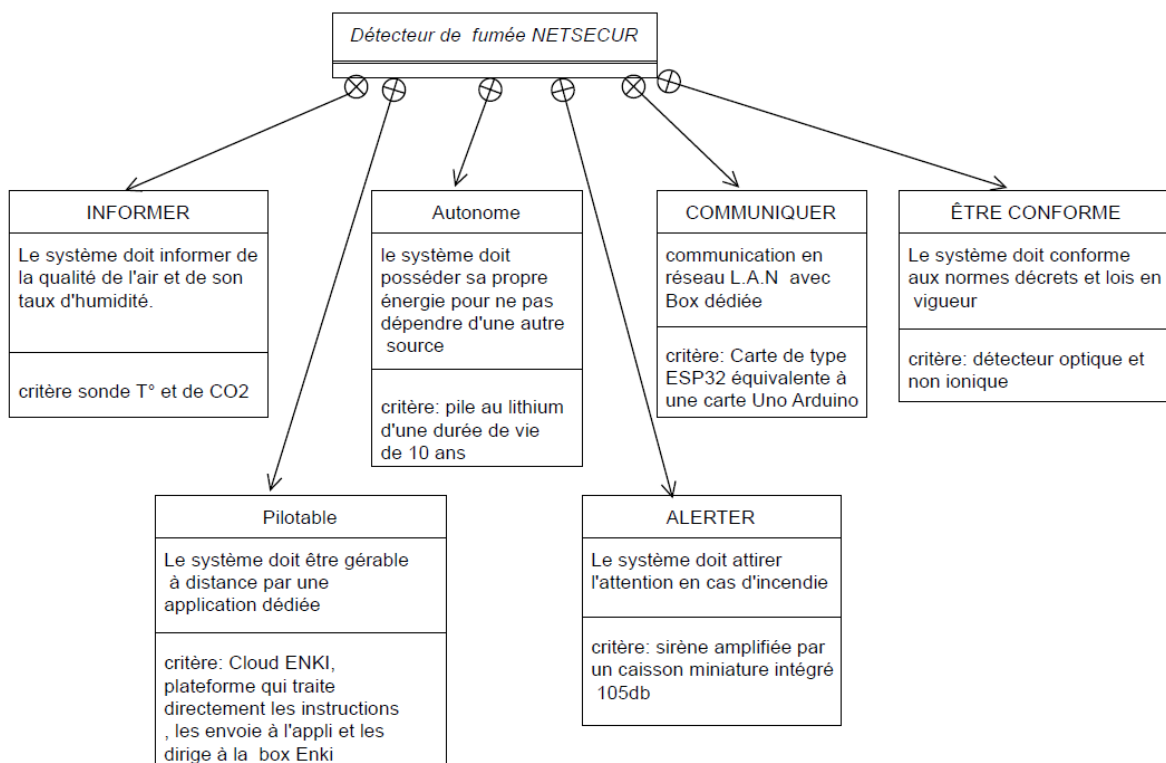 Détecteur de fumée NETSECUR
INFORMER
Le système doit informer de
la qualité de l'air et de son
taux d'humidité.
critère sonde T° et de CO2
Autonome
le système doit
posséder sa propre
énergie pour ne pas
dépendre d'une autre
source
critère: pile au lithium
d'une durée de vie
de 10 ans
COMMUNIQUER
communication en
réseau L.A.N avec
Box dédiée
critère: Carte de type
ESP32 équivalente à
une carte Uno Arduino
ÊTRE CONFORME
Le système doit conforme
aux normes décrets et lois en
vigueur
critère: détecteur optique et
non ionique
Pilotable
Le système doit être gérable
à distance par une
application dédiée
critère: Cloud ENKI,
plateforme qui traite
directement les instructions
, les envoie à l'appli et les
dirige à la box Enki
ALERTER
Le système doit attirer
l'attention en cas d'incendie
critère: sirène amplifiée par
un caisson miniature intégré
105db